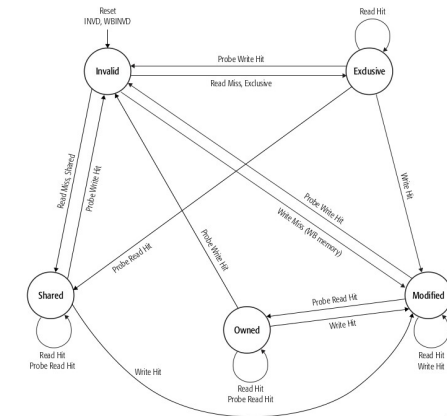 Reset
INVD, WBINVD
Read Hit
Invalid
Probe Write Hit
Read Miss, Exclusive
Exclusive
Read Miss, Shared
Probe Write Hit
Probe Write Hit
Write Miss (WB memory)
Write Hit
Probe Read Hit
Probe Write Hit
Shared
Probe Read Hit
Write Hit
Modified
Owned
Read Hit
Probe Read Hit
Write Hit
Read Hit
Probe Read Hit
Read Hit
Write Hit